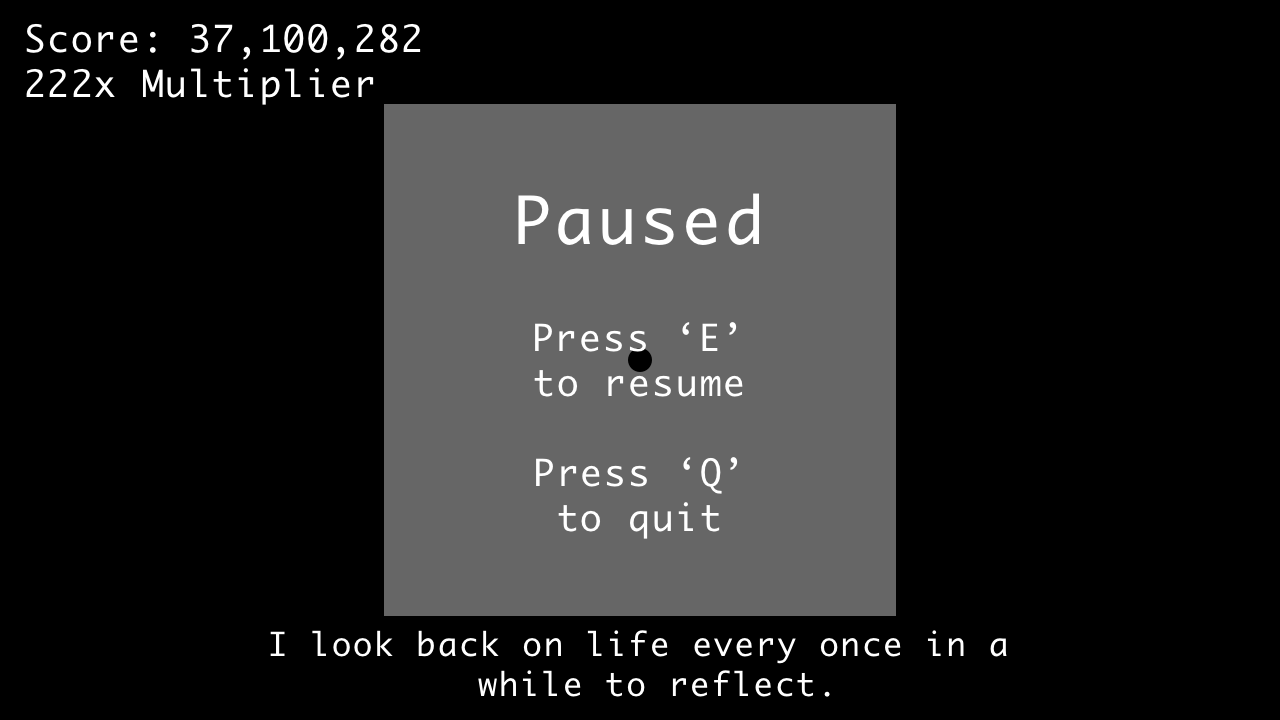 Score: 37,100,282
222x Multiplier
Paused
Press ‘E’
to resume
Press ‘Q’
to quit
I look back on life every once in a
while to reflect.